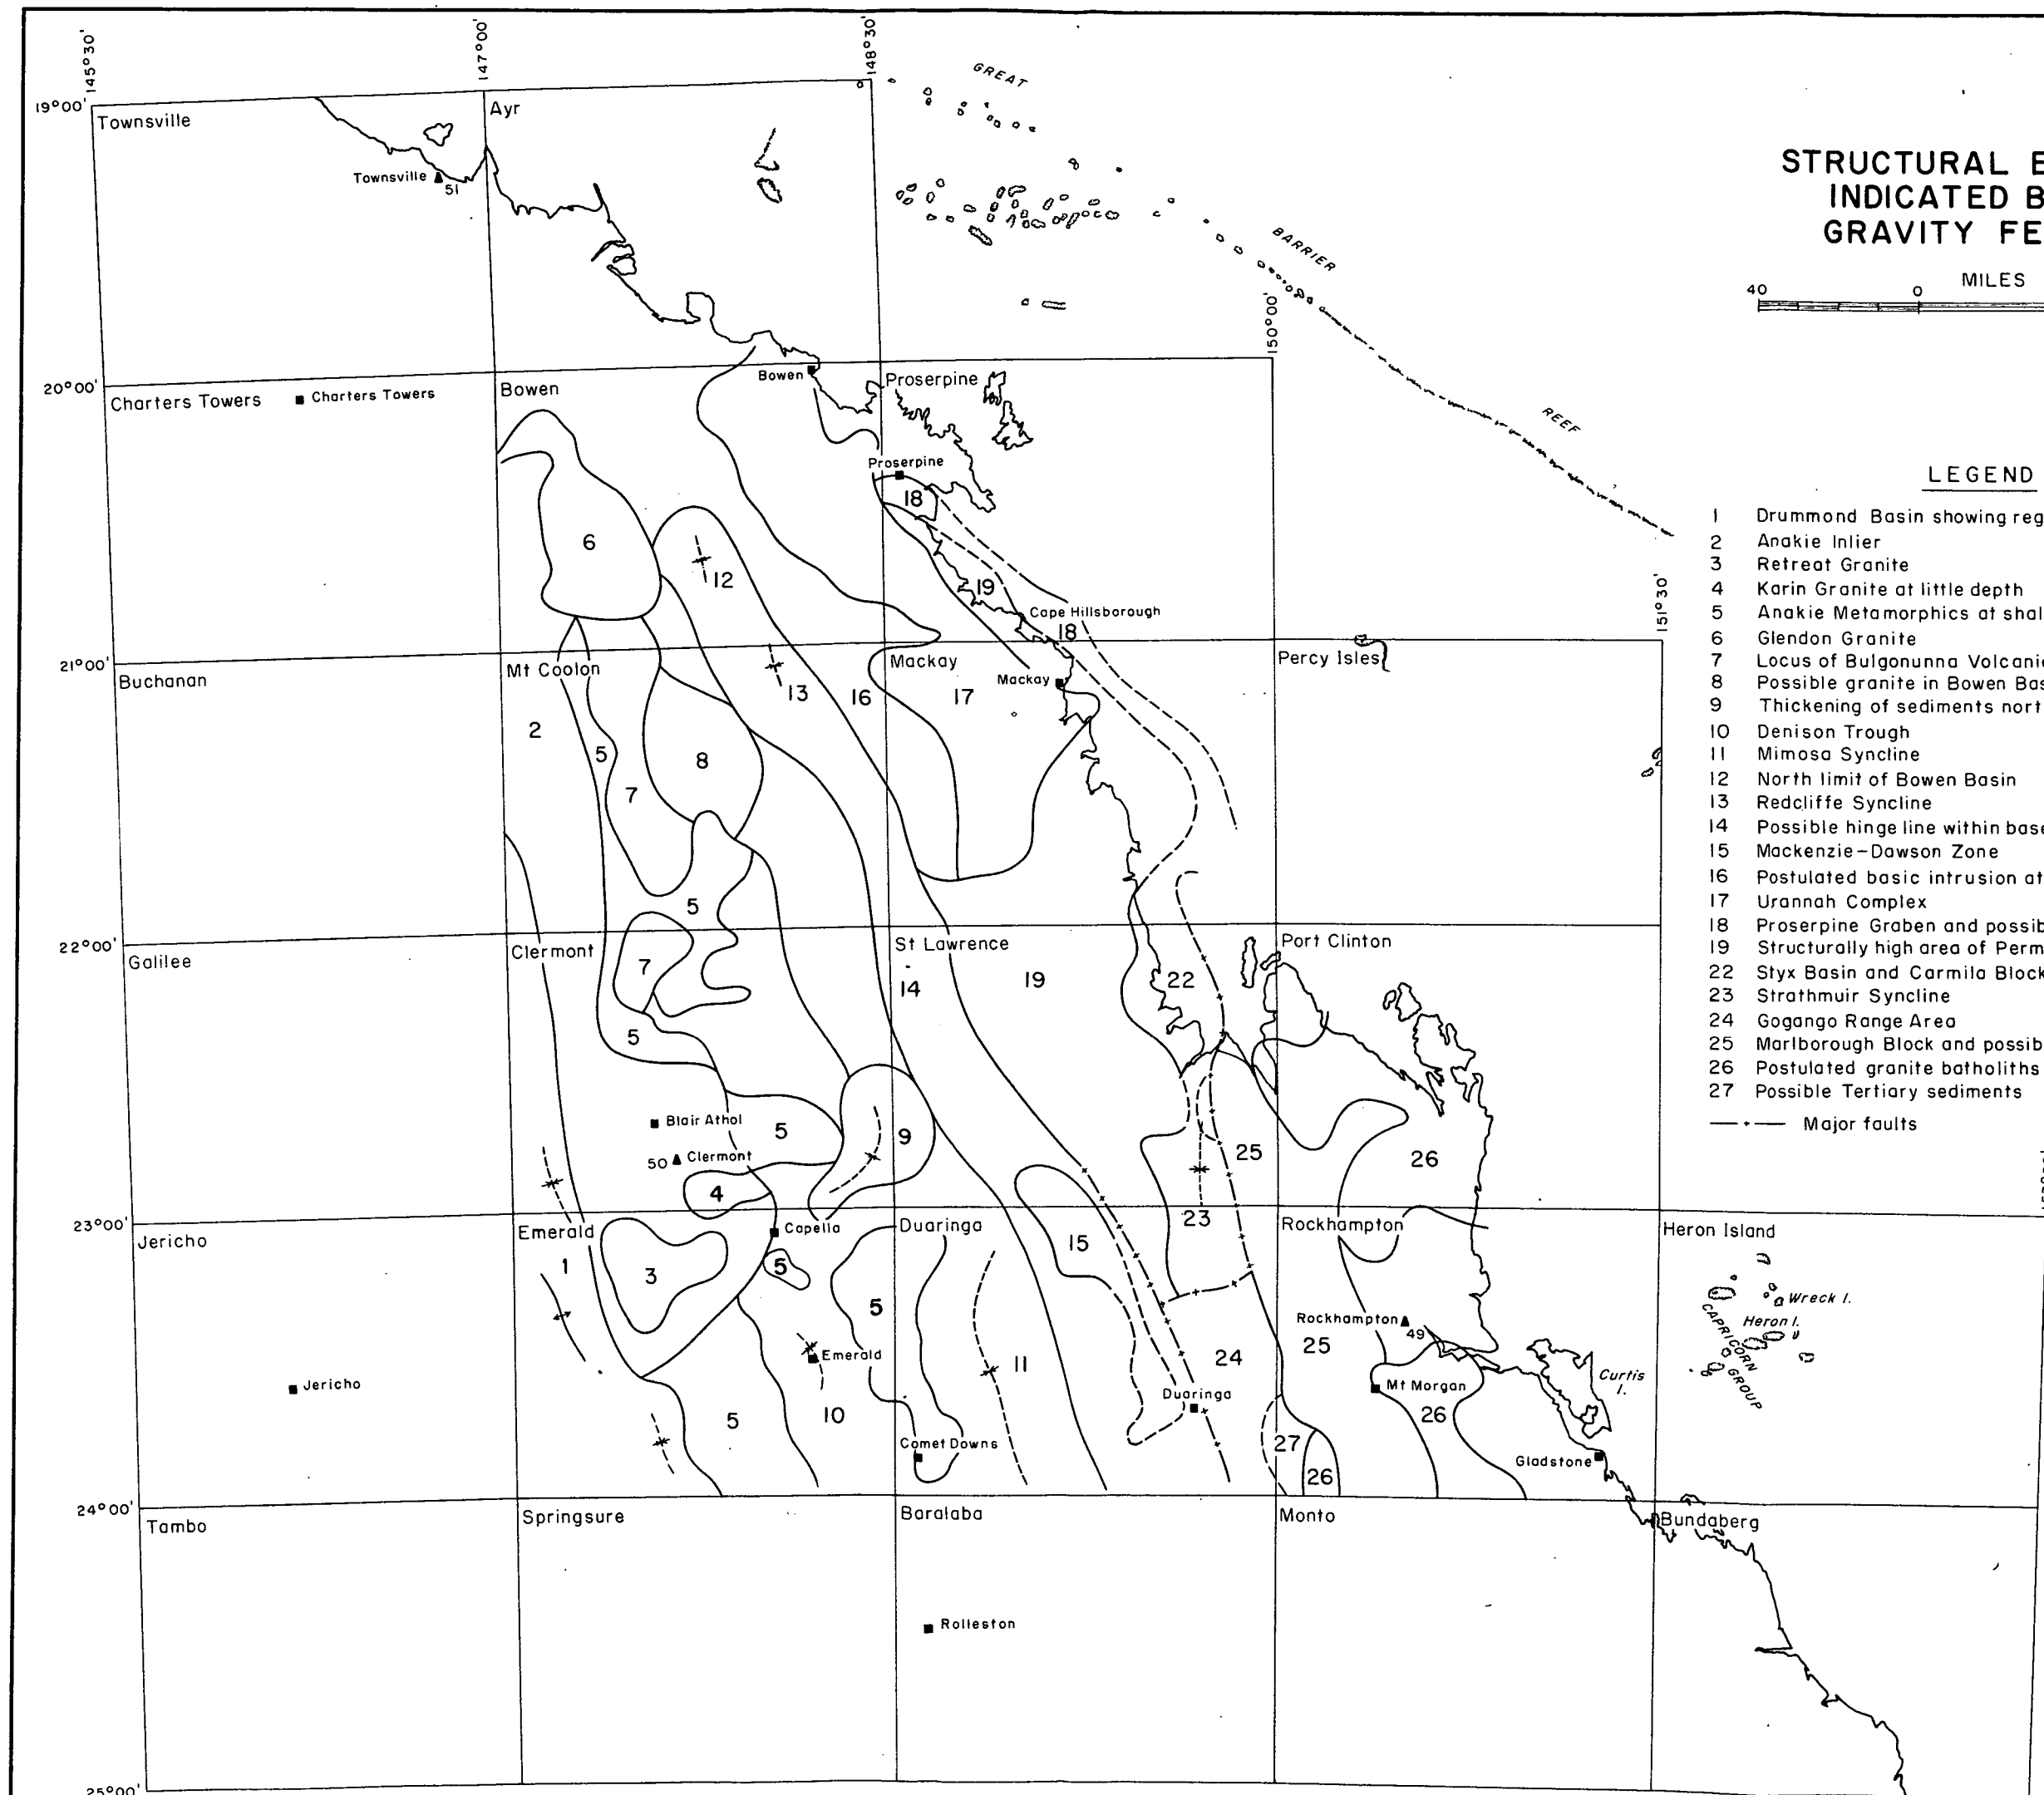 145°30'
147°00'
148°30'
GREAT
19°00'
Townsville
Ayr
Townsville
51
STRUCTURAL E
INDICATED B
GRAVITY FE
BARRIER
MILES
40
0
150°00'
20°00'
Charters Towers
Charters Towers
Bowen
Bowen
Proserpine
REEF
Proserpine
18
LEGEND
6
12
19
Cape Hillsborough
18
151°30'
1 Drummond Basin showing reg
2 Anakie Inlier
3 Retreat Granite
4 Karin Granite at little depth
5 Anakie Metamorphics at shal
6 Glendon Granite
7 Locus of Bulgonunna Volcani
8 Possible granite in Bowen Bas
9 Thickening of sediments nort
10 Denison Trough
11 Mimosa Syncline
12 North limit of Bowen Basin
13 Redcliffe Syncline
14 Possible hinge line within base
15 Mackenzie-Dawson Zone
16 Postulated basic intrusion at
17 Urannah Complex
18 Proserpine Graben and possib
19 Structurally high area of Perm
22 Styx Basin and Carmila Block
23 Strathmuir Syncline
24 Gogango Range Area
25 Marlborough Block and possib
26 Postulated granite batholiths
27 Possible Tertiary sediments
Major faults
21°00'
Buchanan
Mt Coolon
Mackay
Mackay
Percy Isles
13
16
17
2
5
8
7
5
22°00'
Galilee
Clermont
St Lawrence
Port Clinton
7
14
19
22
5
Blair Athol
5
9
25
26
50
Clermont
4
23°00'
Jericho
Emerald
Capella
Duaringa
23
Rockhampton
Heron Island
1
3
5
15
5
Wreck I.
Heron I.
CAPRICORN
GROUP
Rockhampton
49
Emerald
11
24
25
Jericho
Duaringa
Mt Morgan
Curtis
I.
5
10
26
Comet Downs
27
26
Gladstone
24°00'
Tambo
Springsure
Baralaba
Monto
Bundaberg
Rolleston
25°00'